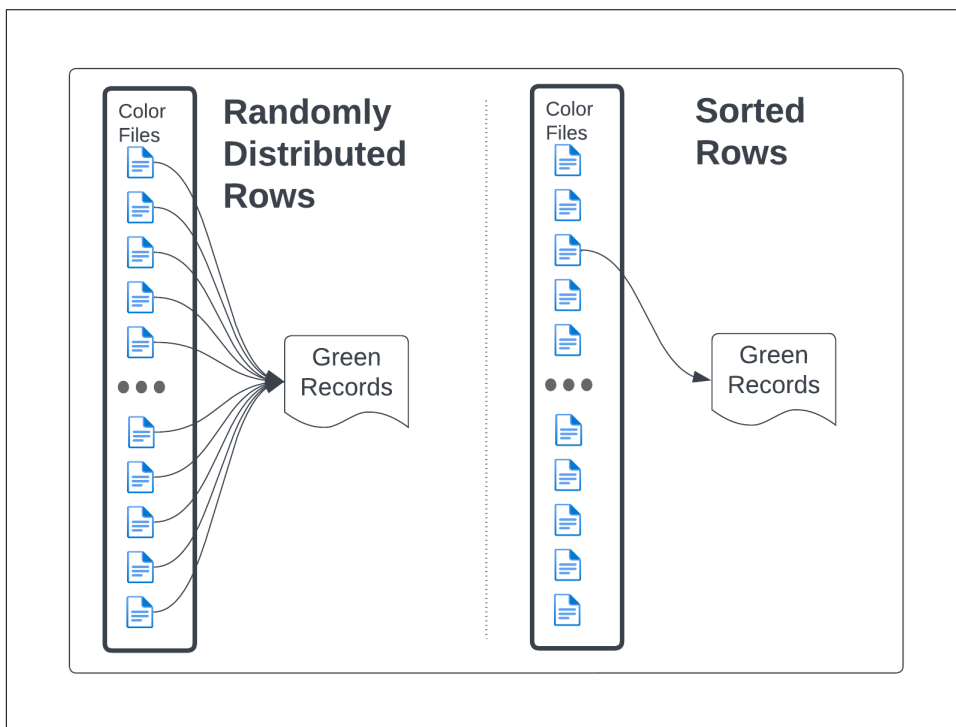 Color
Files
Randomly
Distributed
Rows
Green
Records
Color
Files
Sorted
Rows
Green
Records